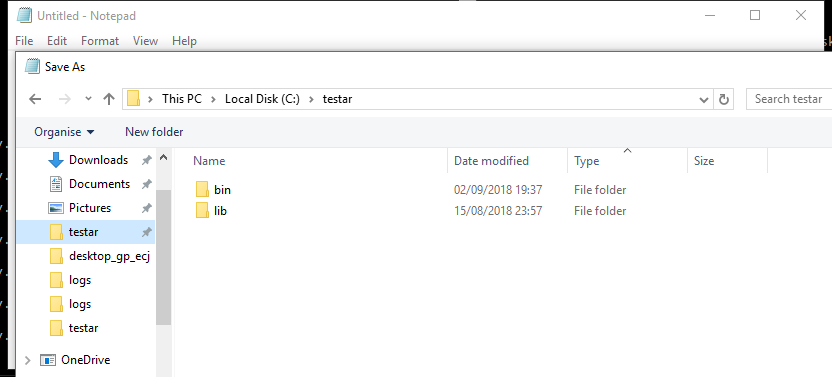 Untitled - Notepad
File Edit Format View Help
Save As
This PC Local Disk (C:) testar
Search testar
Organise New folder
Name Date modified Type Size
Downloads
Documents
Pictures
testar
desktop_gp_ecj
logs
logs
testar
OneDrive
bin 02/09/2018 19:37 File folder
lib 15/08/2018 23:57 File folder